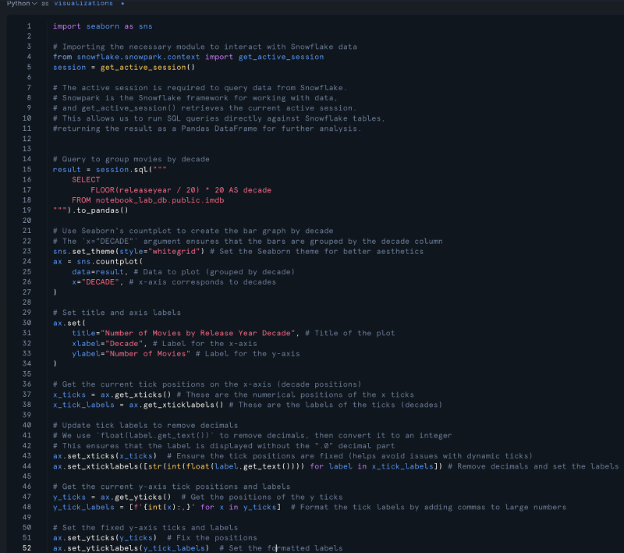 Python as visualizations
1 import seaborn as sns
2
3 # Importing the necessary module to interact with Snowflake data
4 from snowflake.snowpark.context import get_active_session
5 session = get_active_session()
6
7 # The active session is required to query data from Snowflake.
8 # Snowpark is the Snowflake framework for working with data,
9 # and get_active_session() retrieves the current active session.
10 # This allows us to run SQL queries directly against Snowflake tables,
11 #returning the result as a Pandas DataFrame for further analysis.
12
13
14 # Query to group movies by decade
15 result = session.sql("""
16 SELECT
17 FLOOR(releaseyear / 20) * 20 AS decade
18 FROM notebook_lab_db.public.imdb
19 """).to_pandas()
20
21 # Use Seaborn's countplot to create the bar graph by decade
22 # The `x="DECADE"` argument ensures that the bars are grouped by the decade column
23 sns.set_theme(style="whitegrid") # Set the Seaborn theme for better aesthetics
24 ax = sns.countplot(
25 data=result, # Data to plot (grouped by decade)
26 x="DECADE", # x-axis corresponds to decades
27 )
28
29 # Set title and axis labels
30 ax.set(
31 title="Number of Movies by Release Year Decade", # Title of the plot
32 xlabel="Decade", # Label for the x-axis
33 ylabel="Number of Movies" # Label for the y-axis
34 )
35
36 # Get the current tick positions on the x-axis (decade positions)
37 x_ticks = ax.get_xticks() # These are the numerical positions of the x ticks
38 x_tick_labels = ax.get_xticklabels() # These are the labels of the ticks (decades)
39
40 # Update tick labels to remove decimals
41 # We use `float(label.get_text())` to remove decimals, then convert it to an integer
42 # This ensures that the label is displayed without the ".0" decimal part
43 ax.set_xticks(x_ticks) # Ensure the tick positions are fixed (helps avoid issues with dynamic ticks)
44 ax.set_xticklabels([str(int(float(label.get_text()))) for label in x_tick_labels]) # Remove decimals and set the labels
45
46 # Get the current y-axis tick positions and labels
47 y_ticks = ax.get_yticks() # Get the positions of the y ticks
48 y_tick_labels = [f'{int(x):,}' for x in y_ticks] # Format the tick labels by adding commas to large numbers
49
50 # Set the fixed y-axis ticks and labels
51 ax.set_yticks(y_ticks) # Fix the positions
52 ax.set_yticklabels(y_tick_labels) # Set the formatted labels